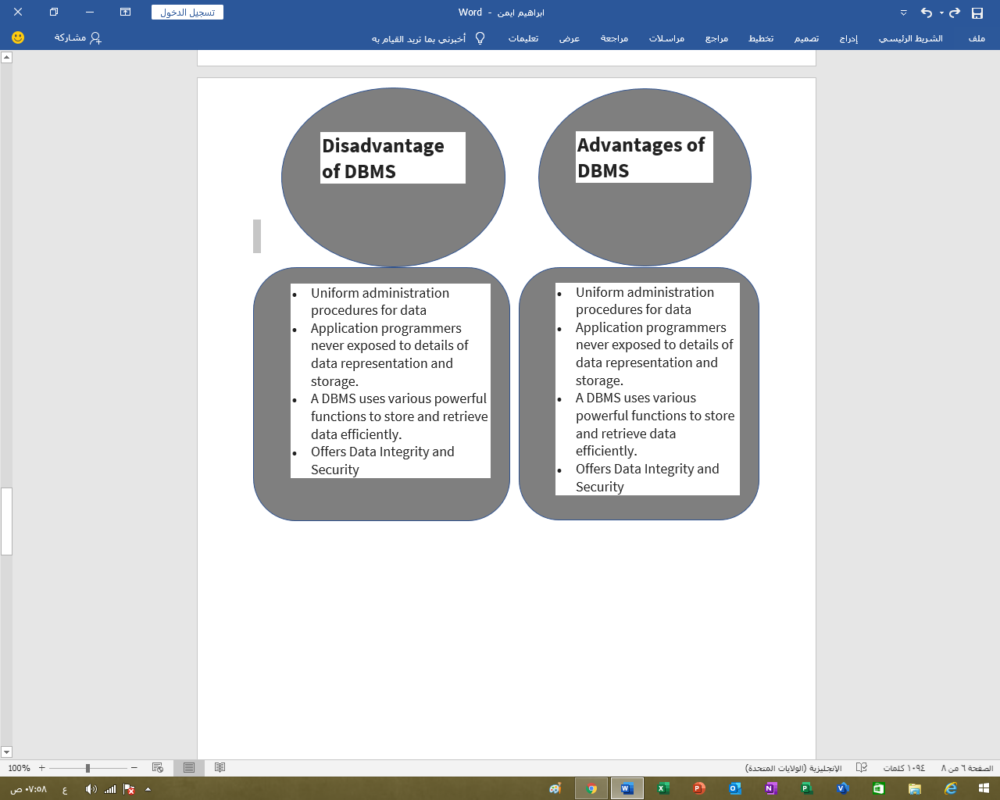 ابراهيم ايمن - Word
تسجيل الدخول
ملف
الشريط الرئيسي
إدراج
تصميم
تخطيط
مراجع
مراسلات
مراجعة
عرض
تعليمات
أخبرني بما تريد القيام به
مشاركة
Disadvantage
of DBMS
Advantages of
DBMS
• Uniform administration
procedures for data
• Application programmers
never exposed to details of
data representation and
storage.
• A DBMS uses various powerful
functions to store and retrieve
data efficiently.
• Offers Data Integrity and
Security
• Uniform administration
procedures for data
• Application programmers
never exposed to details of
data representation and
storage.
• A DBMS uses various
powerful functions to store
and retrieve data
efficiently.
• Offers Data Integrity and
Security
الصفحة ٦ من ٨
١٠٩٤ كلمات
الإنجليزية (الولايات المتحدة)
100%
٠٧:٥٨ ص
ع